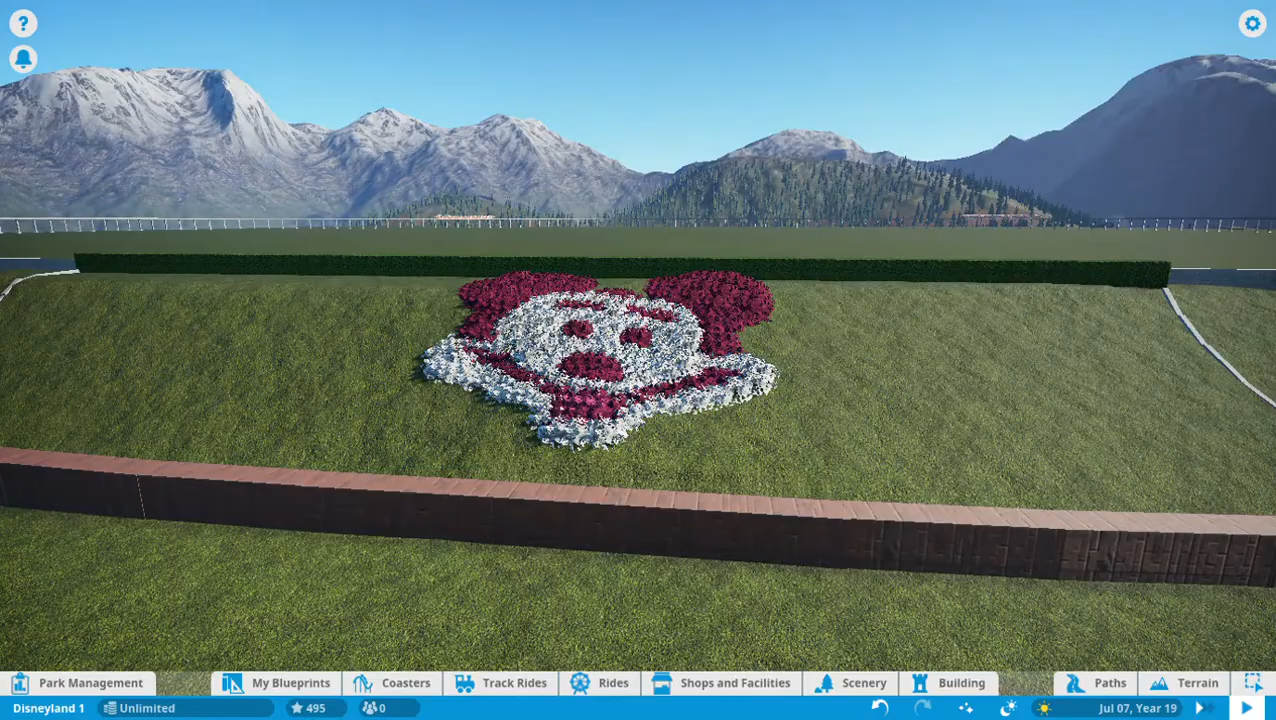 ?
Park Management
My Blueprints
Coasters
Track Rides
Rides
Shops and Facilities
Scenery
Building
Paths
Terrain
Disneyland 1
Unlimited
495
0
Jul 07, Year 19